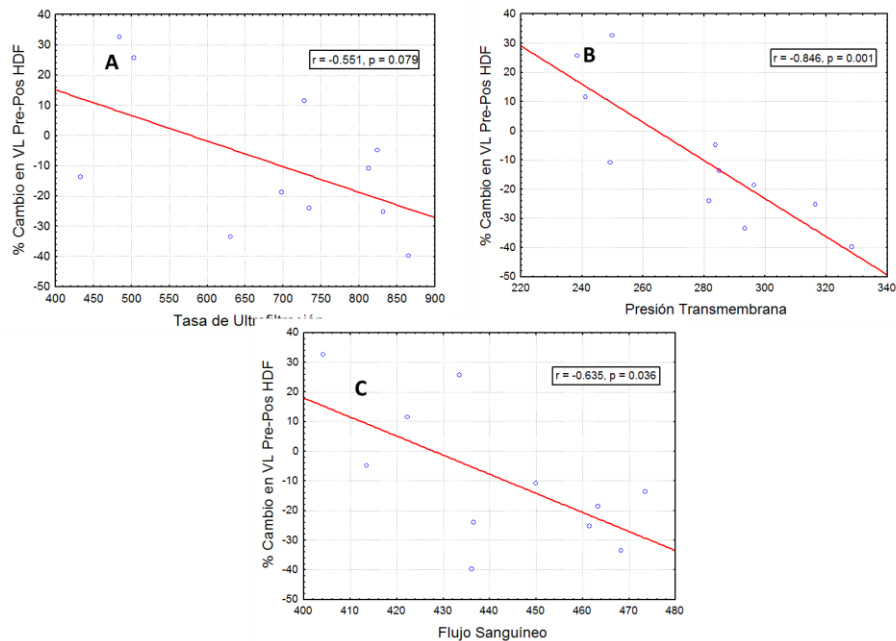 A
r = -0.551, p = 0.079
% Cambio en VL Pre-Pos HDF
40
30
20
10
0
-10
-20
-30
-40
-50
400 450 500 550 600 650 700 750 800 850 900
Tasa de Ultrafiltración
B
r = -0.846, p = 0.001
% Cambio en VL Pre-Pos HDF
40
30
20
10
0
-10
-20
-30
-40
-50
220 240 260 280 300 320 340
Presión Transmembrana
C
r = -0.635, p = 0.036
% Cambio en VL Pre-Pos HDF
40
30
20
10
0
-10
-20
-30
-40
-50
400 410 420 430 440 450 460 470 480
Flujo Sanguíneo